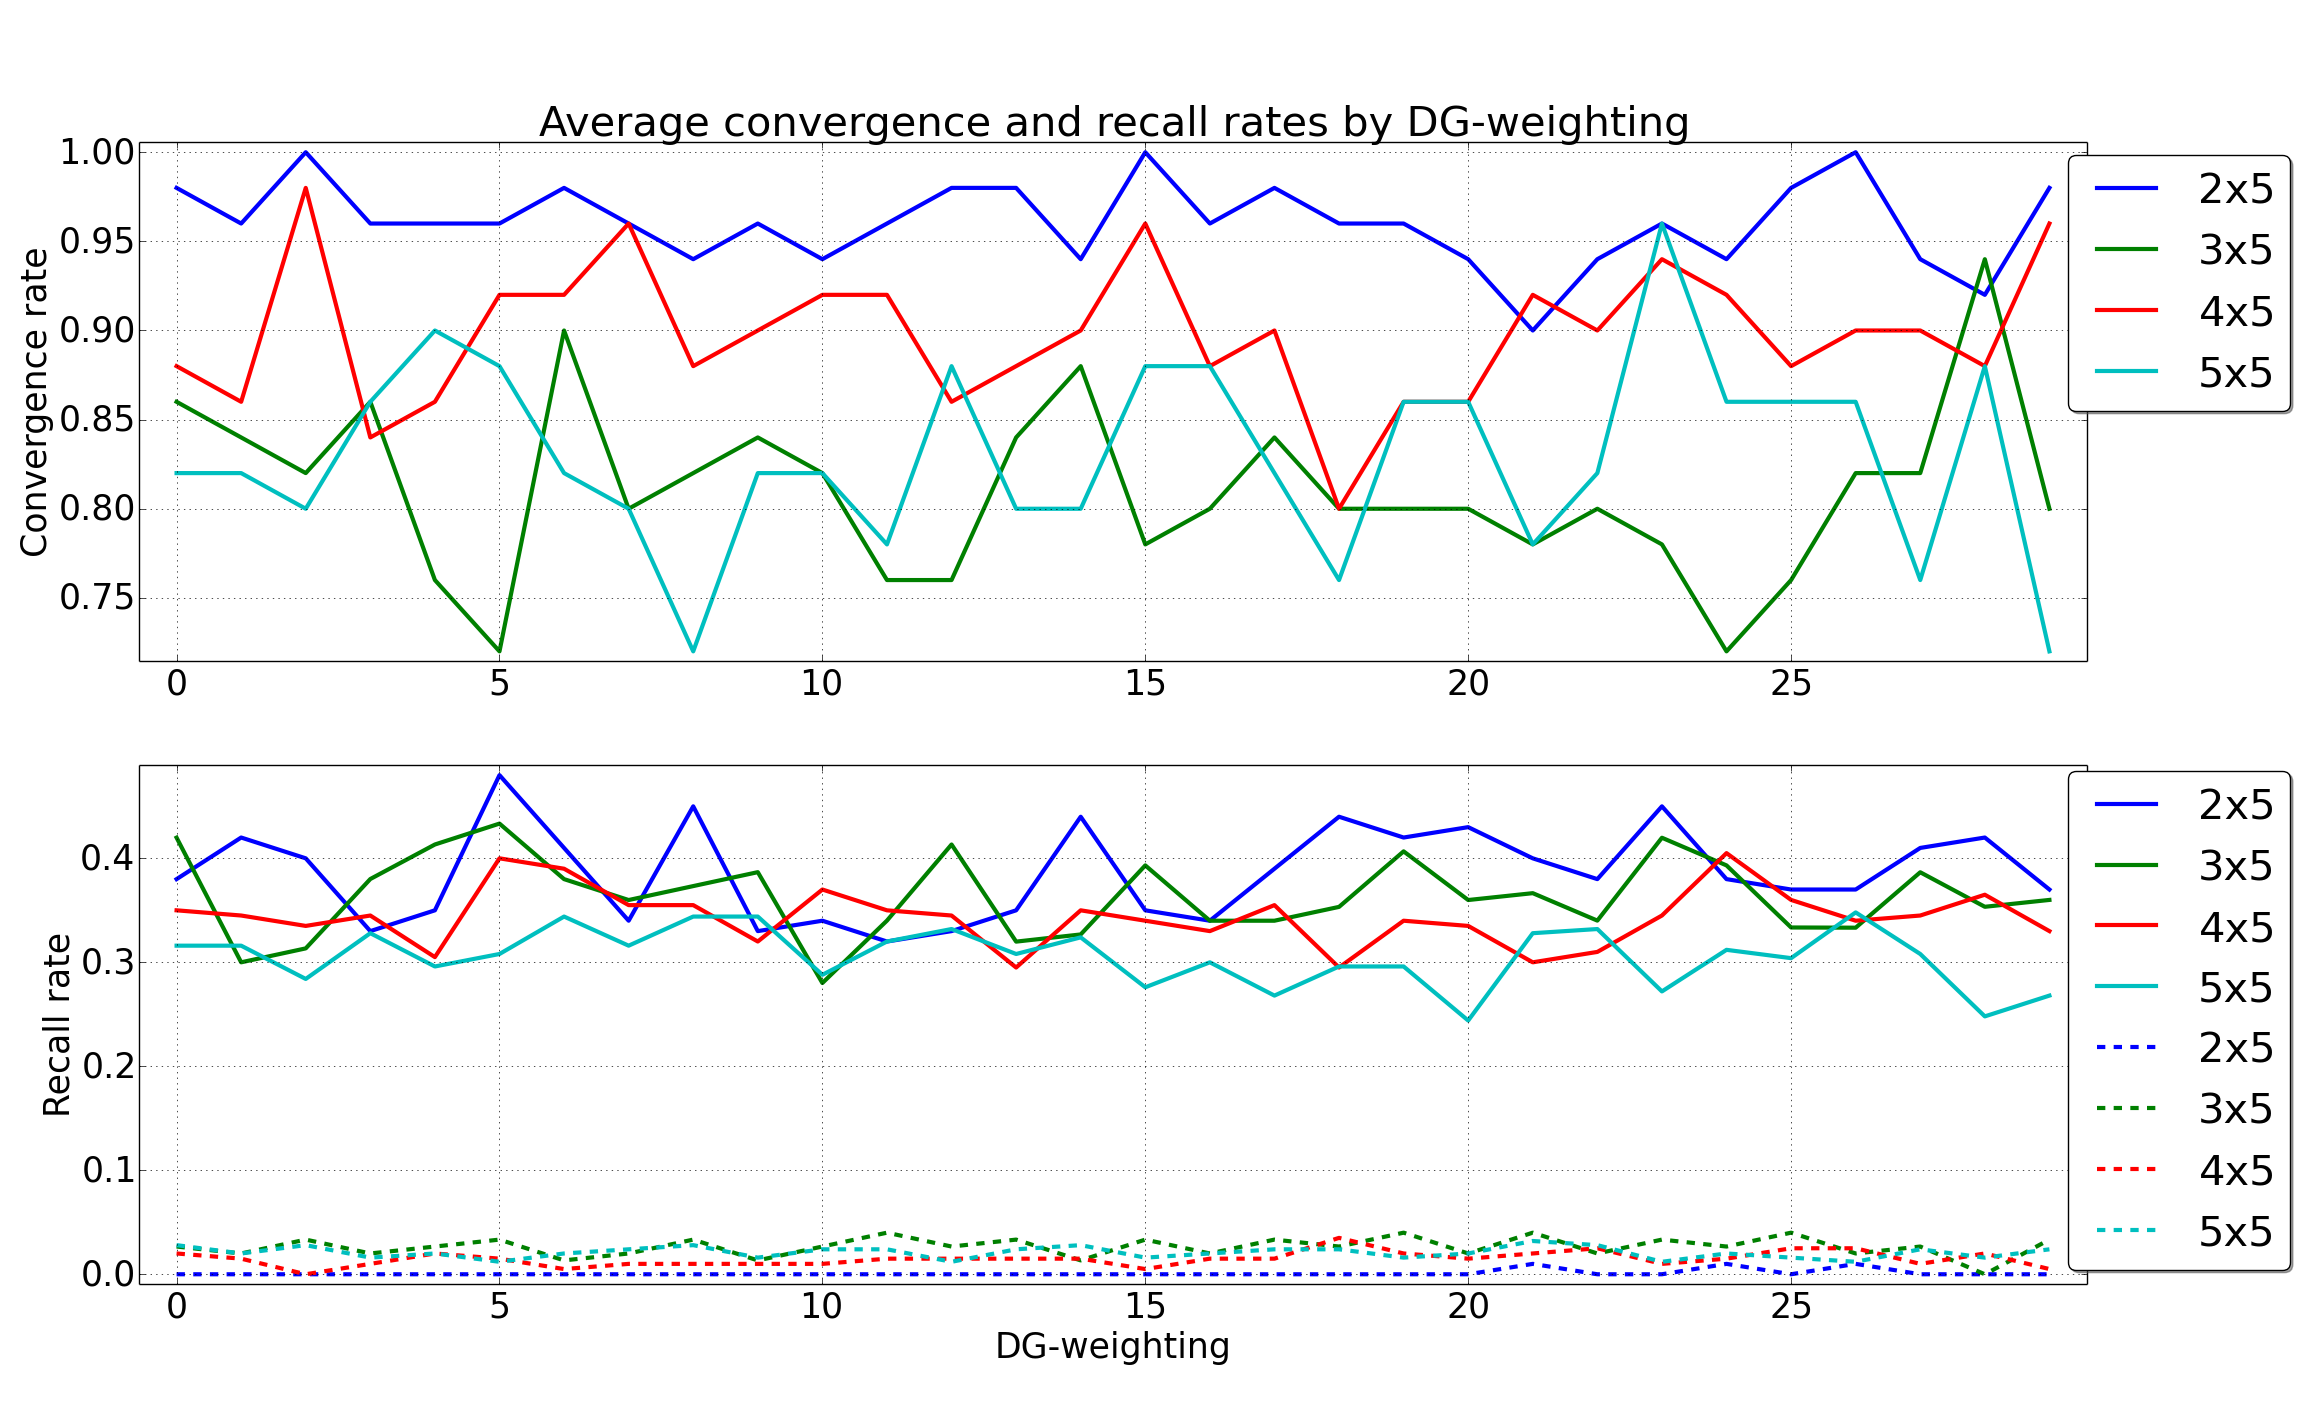 Average convergence and recall rates by DG-weighting
Convergence rate
1.00
0.95
0.90
0.85
0.80
0.75
0 5 10 15 20 25
2x5
3x5
4x5
5x5
Recall rate
0.4
0.3
0.2
0.1
0.0
0 5 10 15 20 25
DG-weighting
2x5
3x5
4x5
5x5
2x5
3x5
4x5
5x5